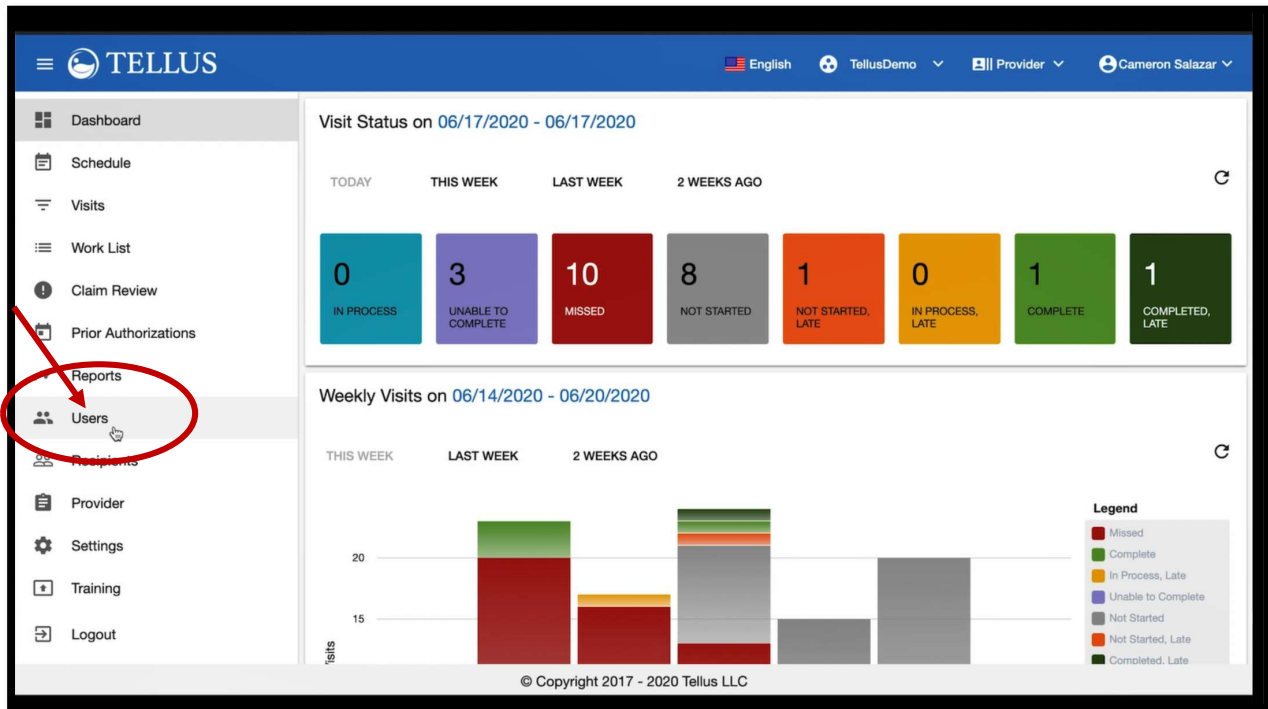 TELLUS
English
TellusDemo
Provider
Cameron Salazar
Dashboard
Schedule
Visits
Work List
Claim Review
Prior Authorizations
Reports
Users
Recipients
Provider
Settings
Training
Logout
Visit Status on 06/17/2020 - 06/17/2020
TODAY THIS WEEK LAST WEEK 2 WEEKS AGO
0
IN PROCESS
3
UNABLE TO
COMPLETE
10
MISSED
8
NOT STARTED
1
NOT STARTED,
LATE
0
IN PROCESS,
LATE
1
COMPLETE
1
COMPLETED,
LATE
Weekly Visits on 06/14/2020 - 06/20/2020
THIS WEEK LAST WEEK 2 WEEKS AGO
20
15
Legend
Missed
Complete
In Process, Late
Unable to Complete
Not Started
Not Started, Late
Completed, Late
© Copyright 2017 - 2020 Tellus LLC